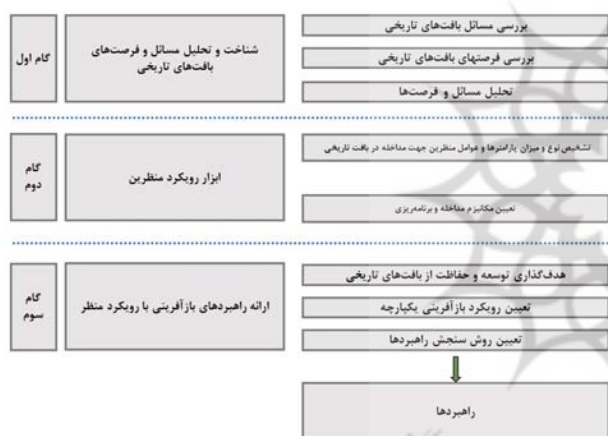 گام اول
شناخت و تحلیل مسائل و فرصت‌های
بافت‌های تاریخی
بررسی مسائل بافت‌های تاریخی
بررسی فرصتهای بافت‌های تاریخی
تحلیل مسائل و فرصت‌ها
گام
دوم
ابزار رویکرد منظرین
تشخیص نوع و میزان پارامترها و عوامل منظرین جهت مداخله در بافت تاریخی
تعیین مکانیزم مداخله و برنامه‌ریزی
گام
سوم
ارائه راهبردهای بازآفرینی با رویکرد منظر
هدف‌گذاری توسعه و حفاظت از بافت‌های تاریخی
تعیین رویکرد بازآفرینی یکپارچه
تعیین روش سنجش راهبردها
راهبردها